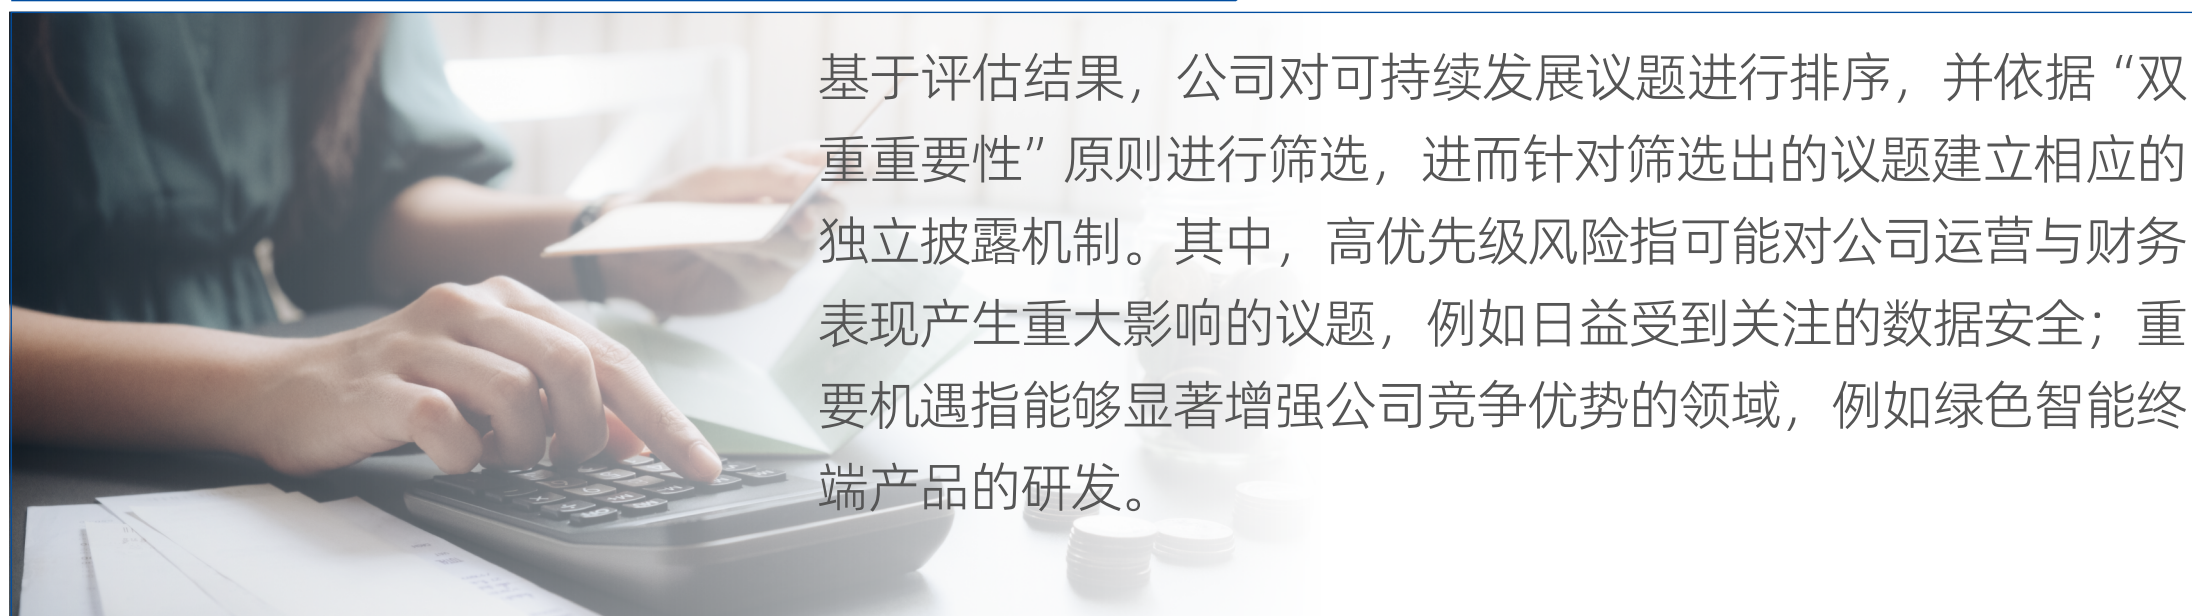 基于评估结果，公司对可持续发展议题进行排序，并依据“双
重重要性”原则进行筛选，进而针对筛选出的议题建立相应的
独立披露机制。其中，高优先级风险指可能对公司运营与财务
表现产生重大影响的议题，例如日益受到关注的数据安全；重
要机遇指能够显著增强公司竞争优势的领域，例如绿色智能终
端产品的研发。